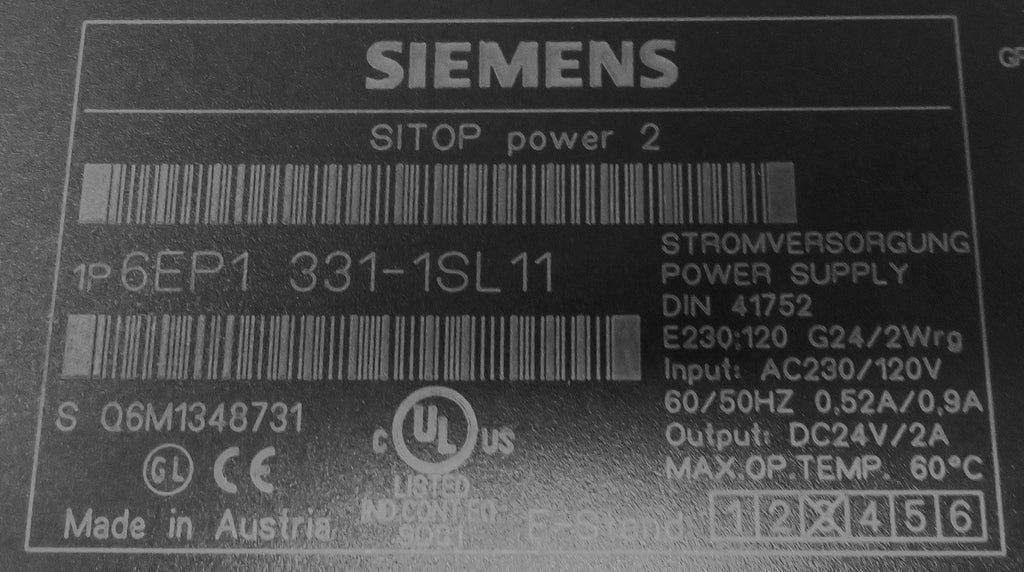 SIEMENS
SITOP power 2
1P 6EP1 331-1SL11
STROMVERSORGUNG
POWER SUPPLY
DIN 41752
E230;120 G24/2Wrg
Input: AC230/120V
60/50HZ 0,52A/0,9A
Output: DC24V/2A
MAX.OP.TEMP. 60°C
S Q6M1348731
GL CE
C UL US
LISTED
IND.CONT.EQ
Made in Austria
E-Stand 1 2 X 4 5 6